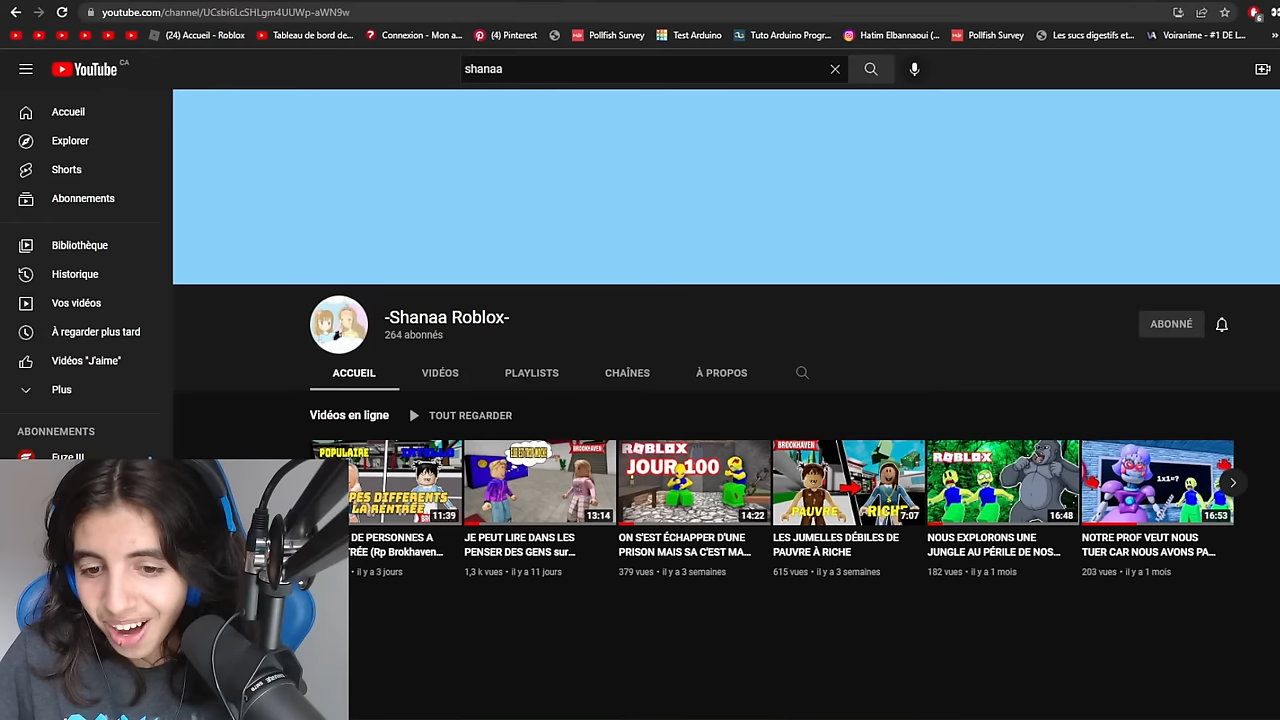 youtube.com/channel/UCsbi6LcSHLgm4UUWp-aWN9w
(24) Accueil - Roblox
Tableau de bord de...
Connexion - Mon a...
(4) Pinterest
Pollfish Survey
Test Arduino
Tuto Arduino Progr...
Hatim Elbannaoui (...
Pollfish Survey
Les sucs digestifs et...
Voiranime - #1 DE L...
»
YouTube CA
shanaa
Accueil
Explorer
Shorts
Abonnements
Bibliothèque
Historique
Vos vidéos
À regarder plus tard
Vidéos "J'aime"
Plus
ABONNEMENTS
Fuze III
-Shanaa Roblox-
264 abonnés
ABONNÉ
ACCUEIL
VIDÉOS
PLAYLISTS
CHAÎNES
À PROPOS
Vidéos en ligne
TOUT REGARDER
POPULAIRE
PES DIFFERENTS
LA RENTRÉE
11:39
DE PERSONNES A
TRÉE (Rp Brokhaven...
• il y a 3 jours
BROOKHAVEN
13:14
JE PEUT LIRE DANS LES
PENSER DES GENS sur...
1,3 k vues • il y a 11 jours
ROBLOX
JOUR 100
14:22
ON S'EST ÉCHAPPER D'UNE
PRISON MAIS SA C'EST MA...
379 vues • il y a 3 semaines
BROOKHAVEN
PAUVRE
RICHE
7:07
LES JUMELLES DÉBILES DE
PAUVRE À RICHE
615 vues • il y a 3 semaines
ROBLOX
16:48
NOUS EXPLORONS UNE
JUNGLE AU PÉRILE DE NOS...
182 vues • il y a 1 mois
1x1=?
16:53
NOTRE PROF VEUT NOUS
TUER CAR NOUS AVONS PA...
203 vues • il y a 1 mois